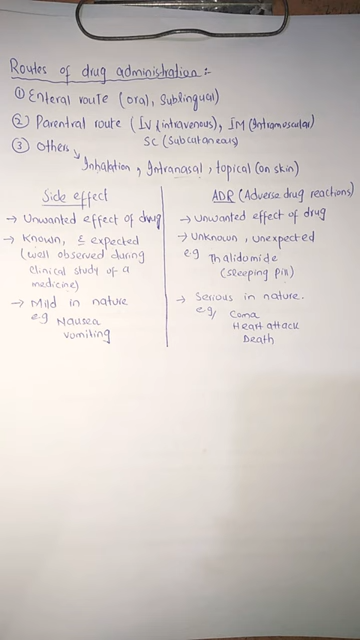 Routes of drug administration :-
① Enteral route (oral, Sublingual)
② Parentral route (IV (intravenous), IM (Intramoscular)
SC (Subcutaneous)
③ Others
Inhalation, Intranasal, topical (on skin)
Side effect
→ Unwanted effect of drug
→ Known, & expected
(well observed during
clinical study of a
medicine)
→ Mild in nature
e.g Nausea
vomiting
ADR (Adverse drug reactions)
→ Unwanted effect of drug
→ Unknown, unexpected
e.g Thalidomide
(sleeping pill)
→ Serious in nature.
e.g, Coma
Heart attack
Death